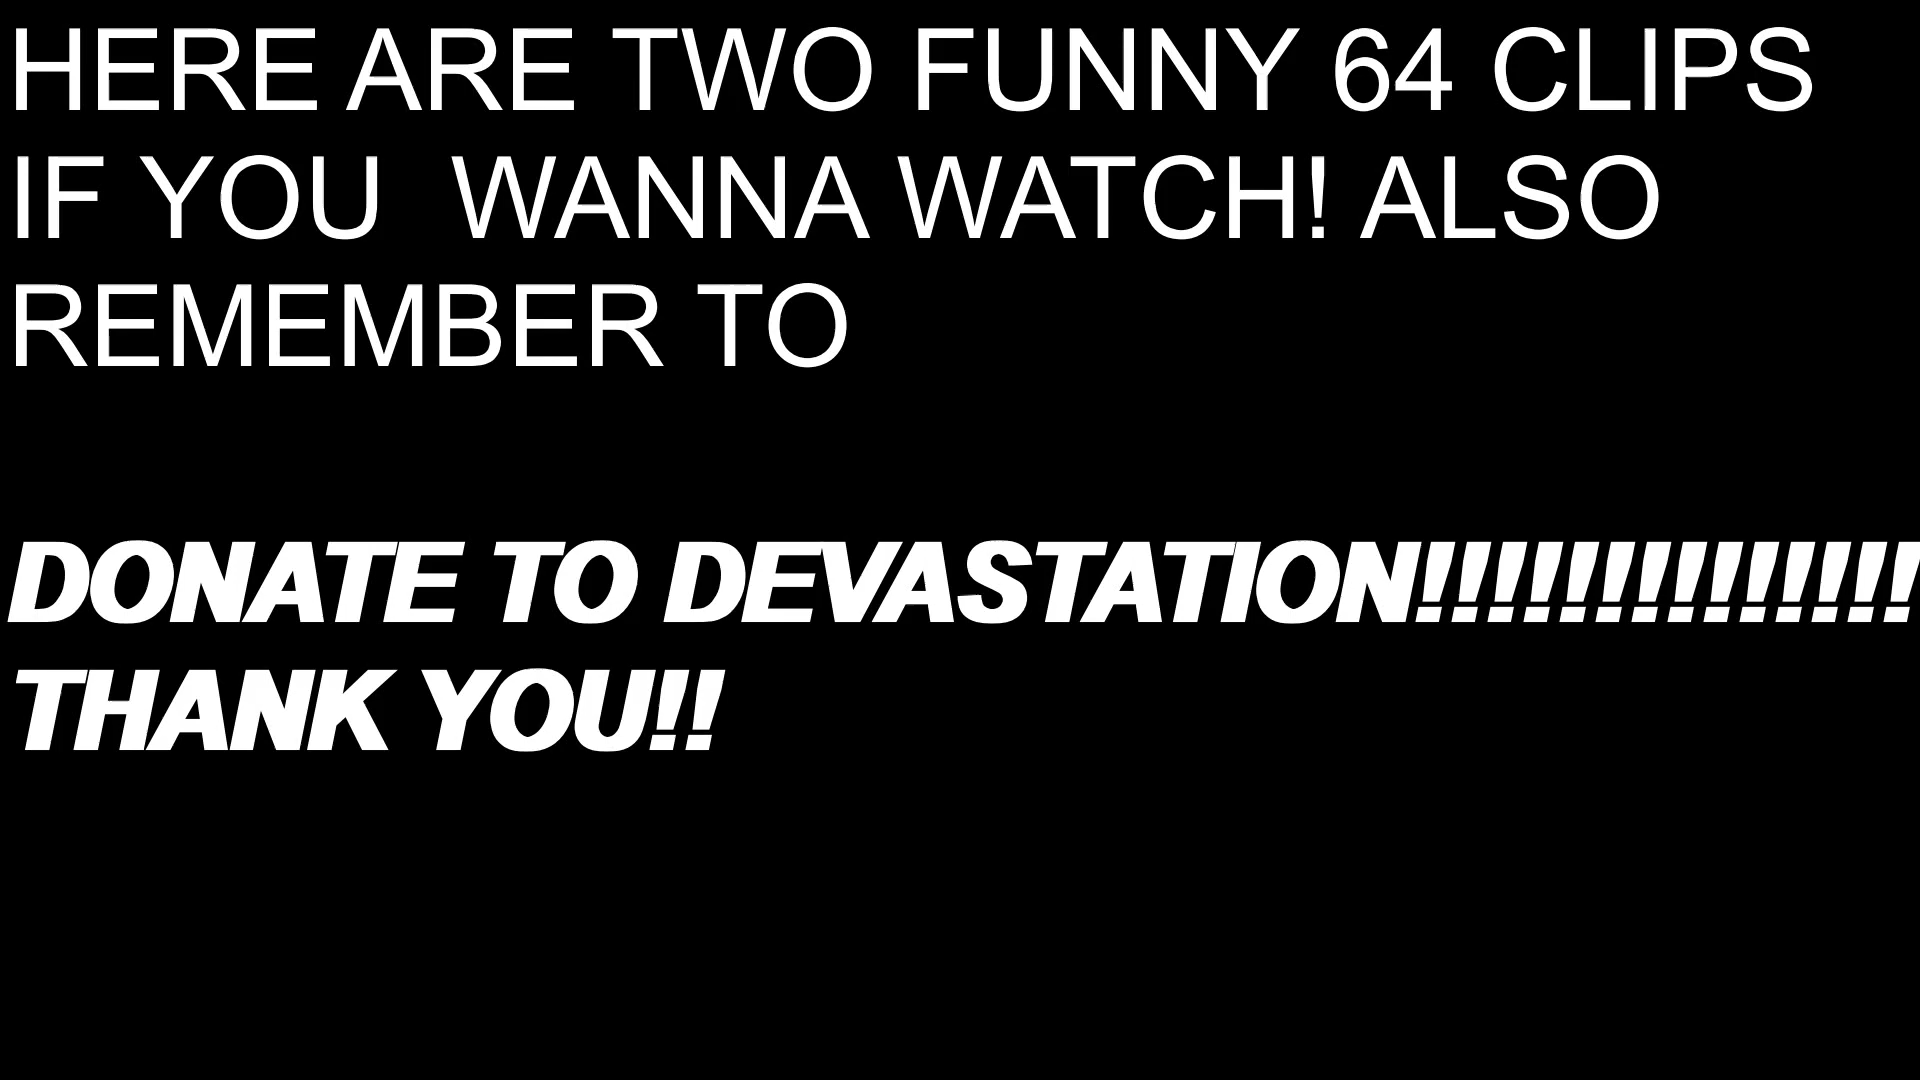 HERE ARE TWO FUNNY 64 CLIPS
IF YOU  WANNA WATCH! ALSO
REMEMBER TO
DONATE TO DEVASTATION!!!!!!!!!!!!!!
THANK YOU!!